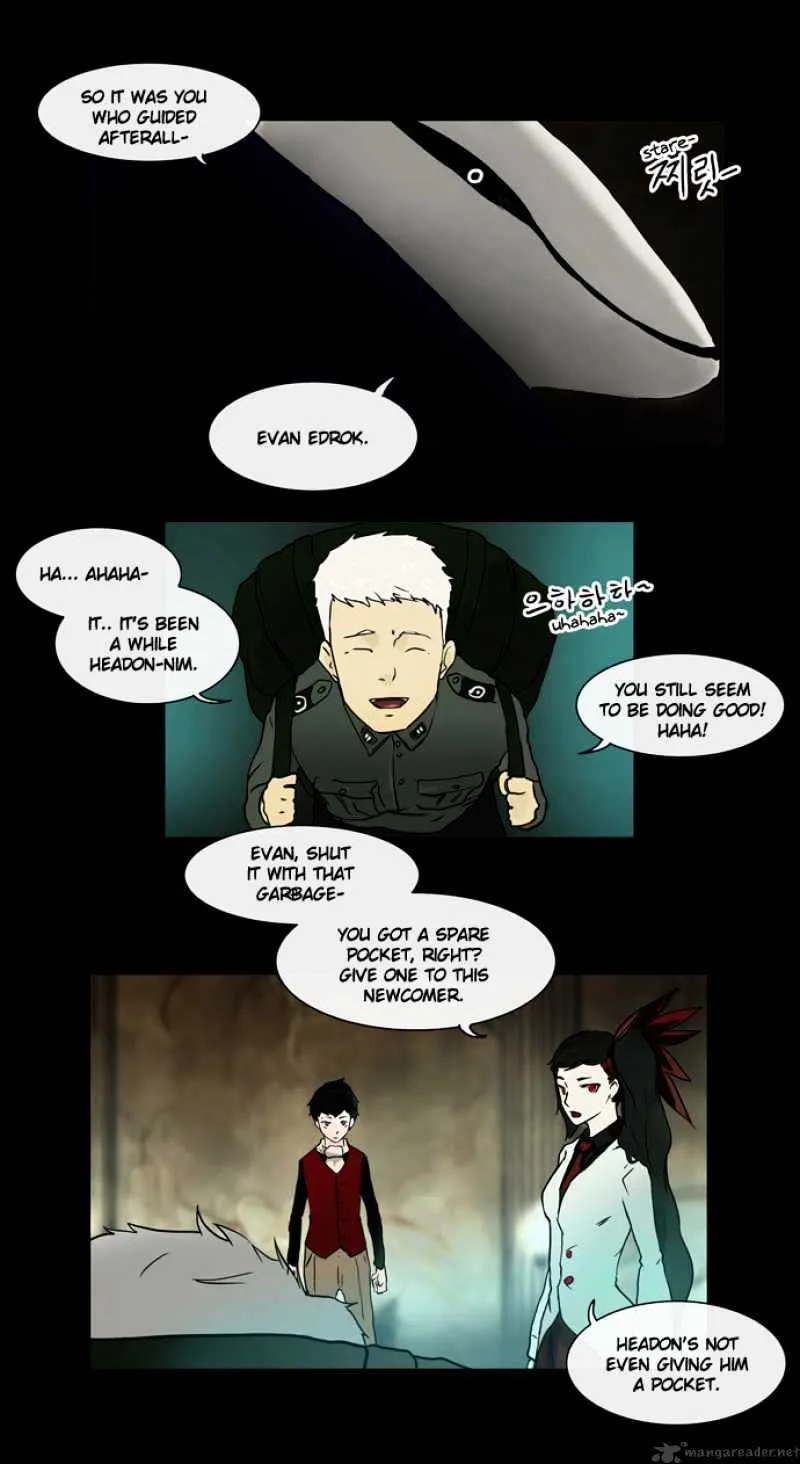 SO IT WAS YOU
WHO GUIDED
AFTERALL-
stare-
찌릿-
EVAN EDROK.
HA... AHAHA-
IT.. IT'S BEEN
A WHILE
HEADON-NIM.
으하하하~
uhahaha~
YOU STILL SEEM
TO BE DOING GOOD!
HAHA!
EVAN, SHUT
IT WITH THAT
GARBAGE-
YOU GOT A SPARE
POCKET, RIGHT?
GIVE ONE TO THIS
NEWCOMER.
HEADON'S NOT
EVEN GIVING HIM
A POCKET.
mangareader.net